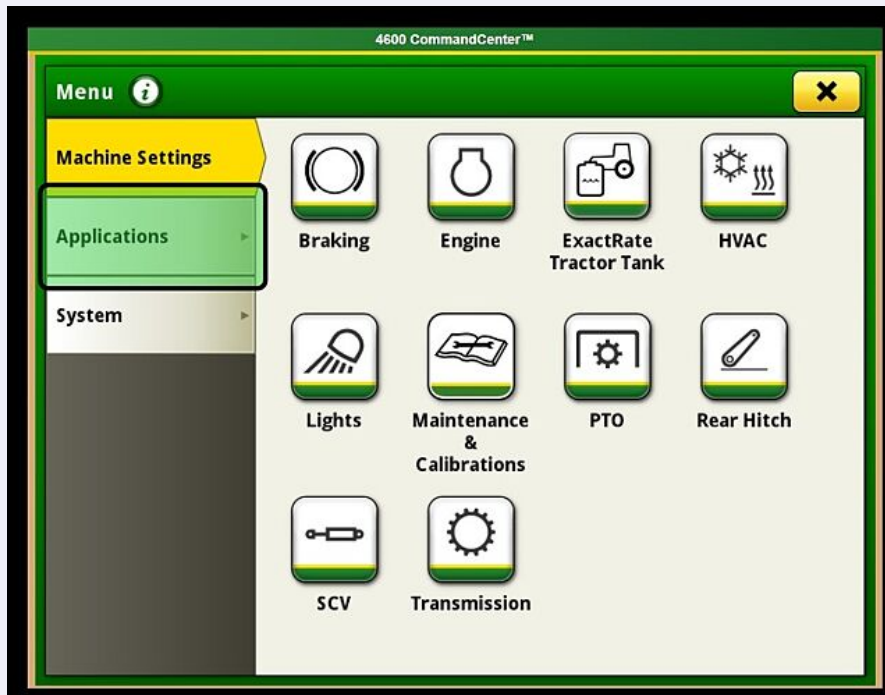 4600 CommandCenter™
Menu i
Machine Settings
Applications
System
Braking
Engine
ExactRate
Tractor Tank
HVAC
Lights
Maintenance
&
Calibrations
PTO
Rear Hitch
SCV
Transmission